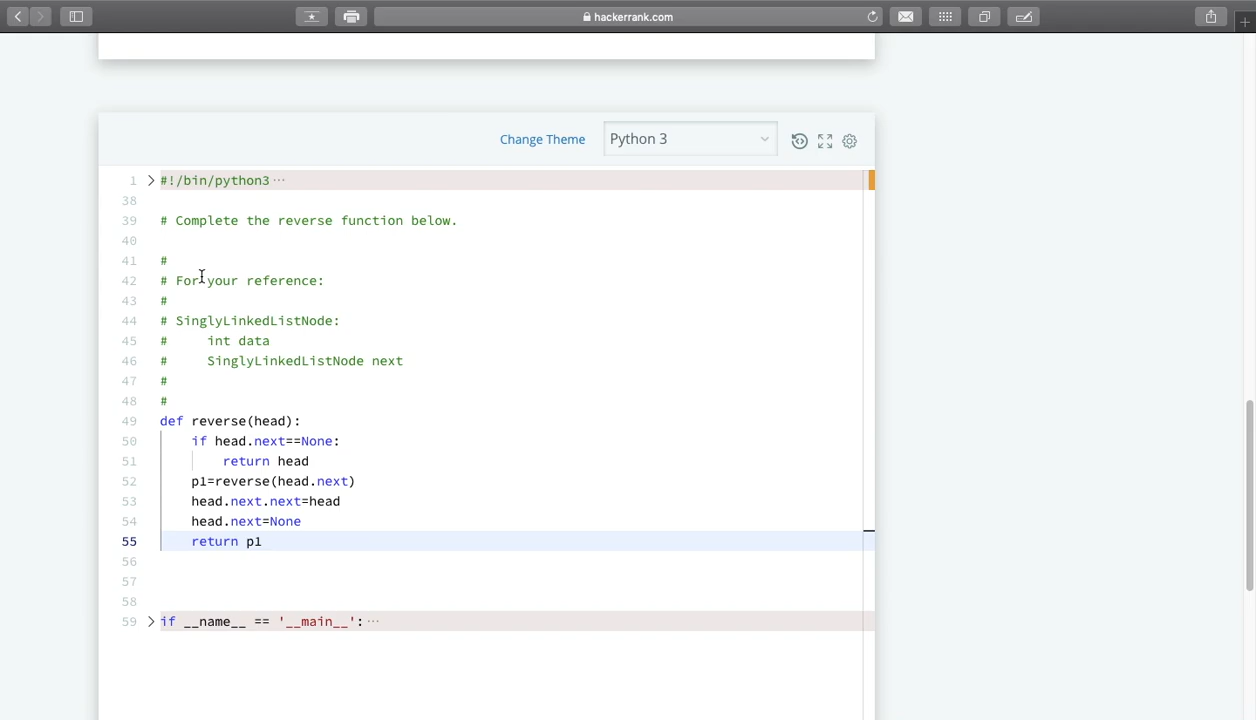 hackerrank.com
Change Theme
Python 3
1 #!/bin/python3···
38
39 # Complete the reverse function below.
40
41 #
42 # For your reference:
43 #
44 # SinglyLinkedListNode:
45 #     int data
46 #     SinglyLinkedListNode next
47 #
48 #
49 def reverse(head):
50     if head.next==None:
51         return head
52     p1=reverse(head.next)
53     head.next.next=head
54     head.next=None
55     return p1
56
57
58
59 if __name__ == '__main__':···